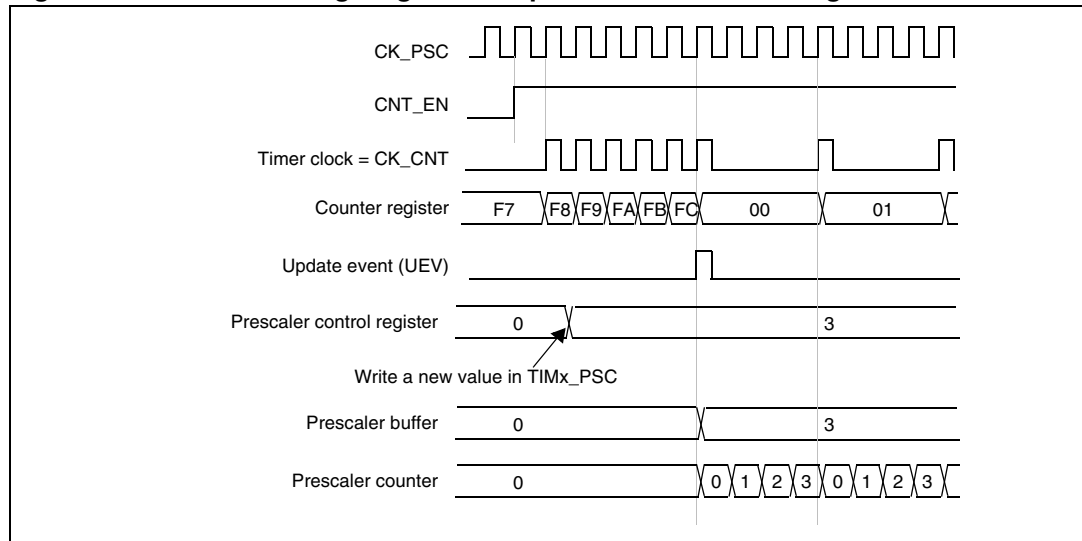 CK_PSC
CNT_EN
Timer clock = CK_CNT
Counter register F7 F8 F9 FA FB FC 00 01
Update event (UEV)
Prescaler control register 0 3
Write a new value in TIMx_PSC
Prescaler buffer 0 3
Prescaler counter 0 0 1 2 3 0 1 2 3